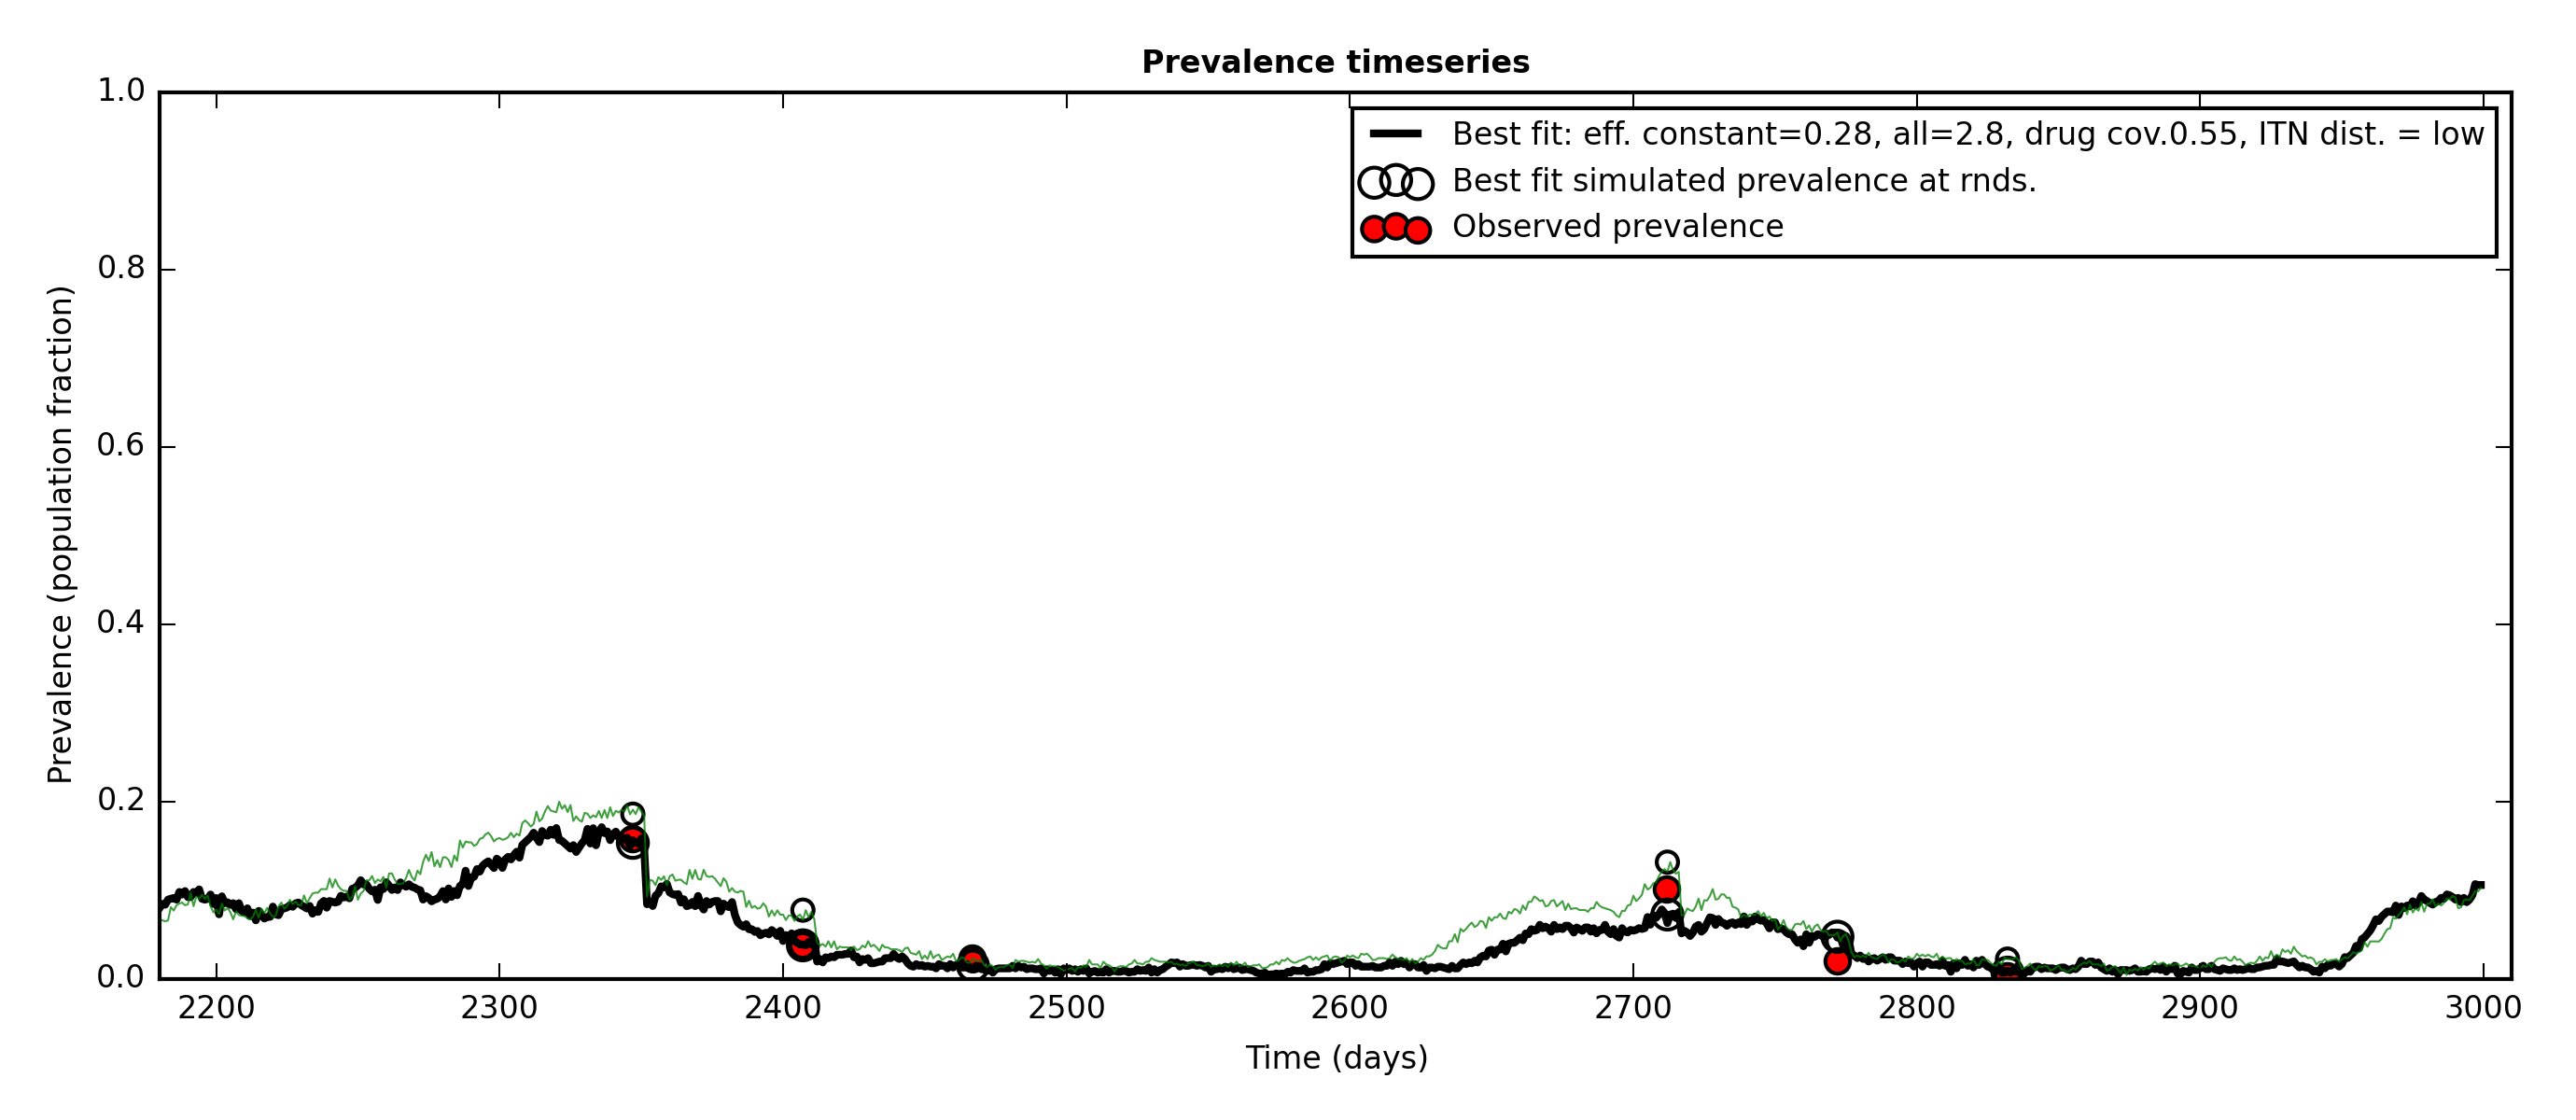 Prevalence timeseries
1.0
0.8
0.6
0.4
0.2
0.0
Prevalence (population fraction)
Best fit: eff. constant=0.28, all=2.8, drug cov.0.55, ITN dist. = low
Best fit simulated prevalence at rnds.
Observed prevalence
2200 2300 2400 2500 2600 2700 2800 2900 3000
Time (days)